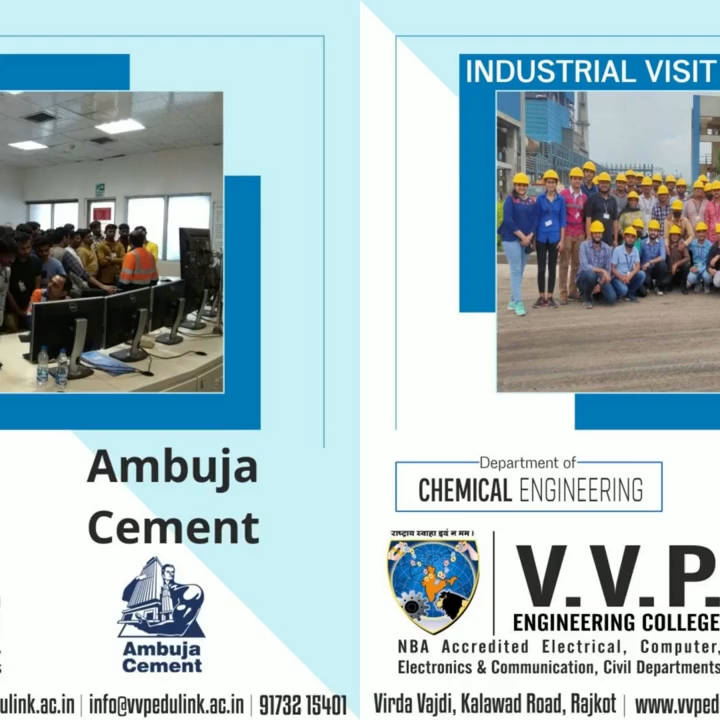 Ambuja
Cement
Ambuja
Cement
ulink.ac.in | info@vvpedulink.ac.in | 91732 15401
INDUSTRIAL VISIT
Department of
CHEMICAL ENGINEERING
राष्ट्राय स्वाहा इदं न मम।
V.V.P.
ENGINEERING COLLEGE
NBA Accredited Electrical, Computer,
Electronics & Communication, Civil Departments
Virda Vajdi, Kalawad Road, Rajkot | www.vvped